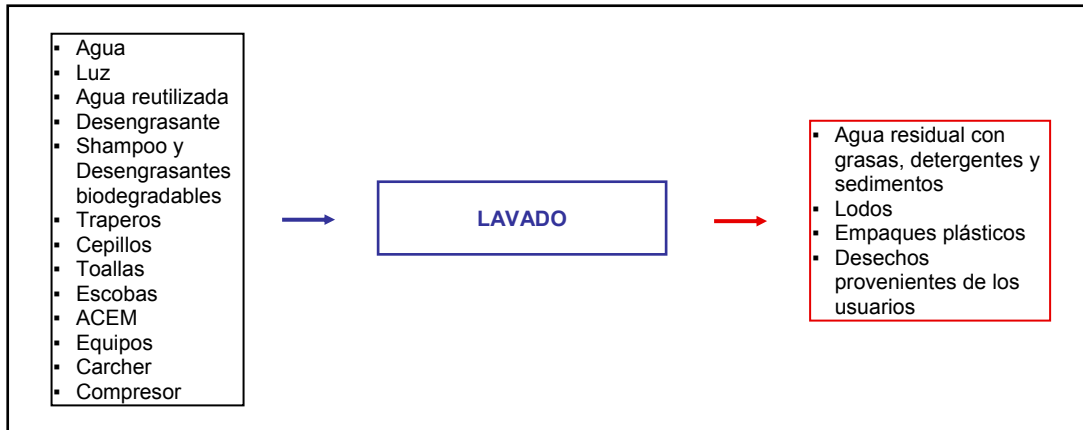 ▪ Agua
▪ Luz
▪ Agua reutilizada
▪ Desengrasante
▪ Shampoo y
Desengrasantes
biodegradables
▪ Traperos
▪ Cepillos
▪ Toallas
▪ Escobas
▪ ACEM
▪ Equipos
▪ Carcher
▪ Compresor
LAVADO
▪ Agua residual con
grasas, detergentes y
sedimentos
▪ Lodos
▪ Empaques plásticos
▪ Desechos
provenientes de los
usuarios